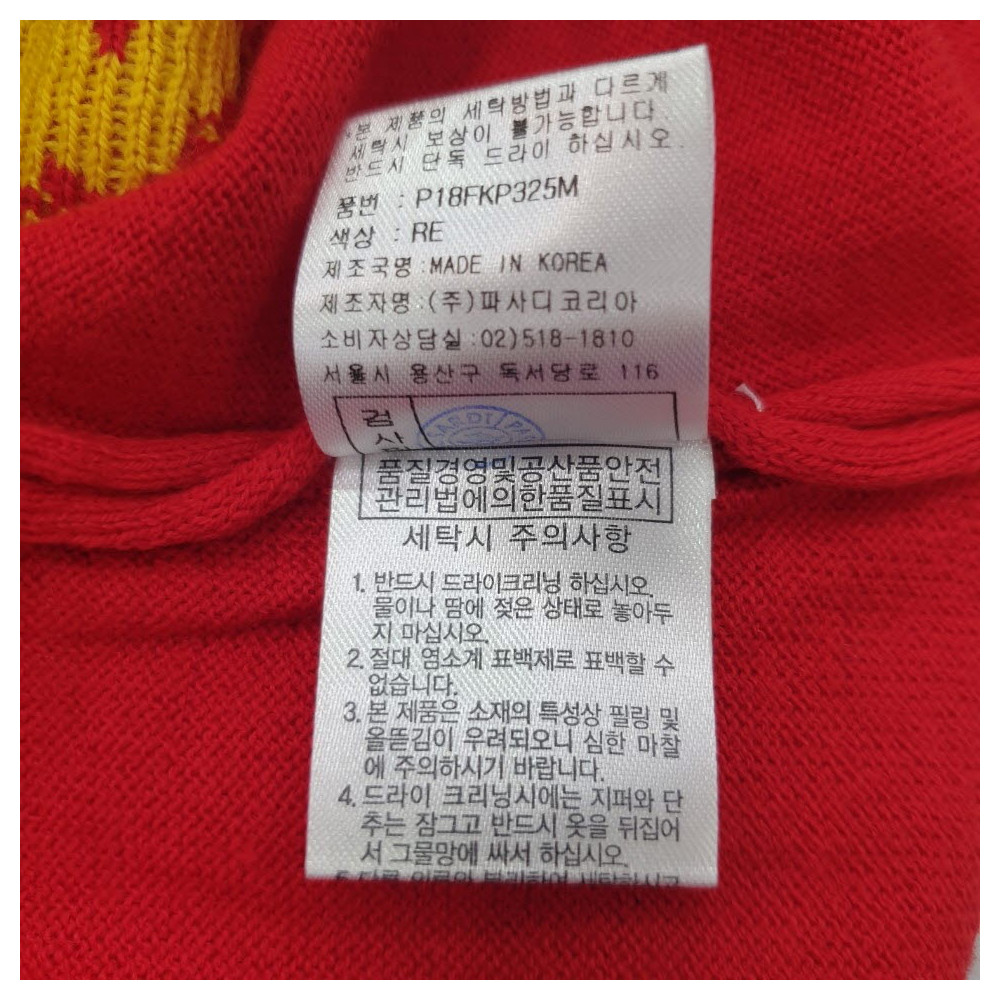 *본 제품의 세탁방법과 다르게
세탁시 보상이 불가능합니다.
반드시 단독 드라이 하십시오.
품번 : P18FKP325M
색상 : RE
제조국명:MADE IN KOREA
제조자명:(주)파사디코리아
소비자상담실:02)518-1810
서울시 용산구 독서당로 116
검
품질경영및공산품안전
관리법에의한품질표시
세탁시 주의사항
1. 반드시 드라이크리닝 하십시오.
물이나 땀에 젖은 상태로 놓아두
지 마십시오.
2. 절대 염소계 표백제로 표백할 수
없습니다.
3. 본 제품은 소재의 특성상 필링 및
올뜯김이 우려되오니 심한 마찰
에 주의하시기 바랍니다.
4. 드라이 크리닝시에는 지퍼와 단
추는 잠그고 반드시 옷을 뒤집어
서 그물망에 싸서 하십시오.